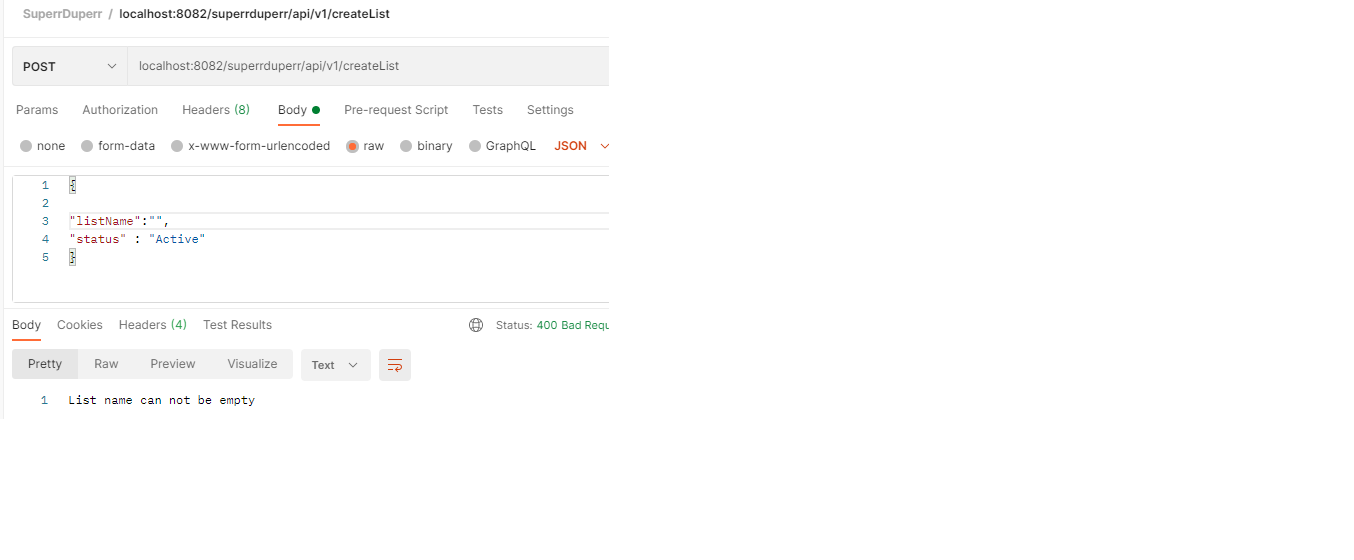 SuperrDuperr / localhost:8082/superrduperr/api/v1/createList
POST localhost:8082/superrduperr/api/v1/createList
Params Authorization Headers (8) Body Pre-request Script Tests Settings
none form-data x-www-form-urlencoded raw binary GraphQL JSON
1 {
2
3 "listName":"",
4 "status" : "Active"
5 }
Body Cookies Headers (4) Test Results Status: 400 Bad Requ
Pretty Raw Preview Visualize Text
1 List name can not be empty